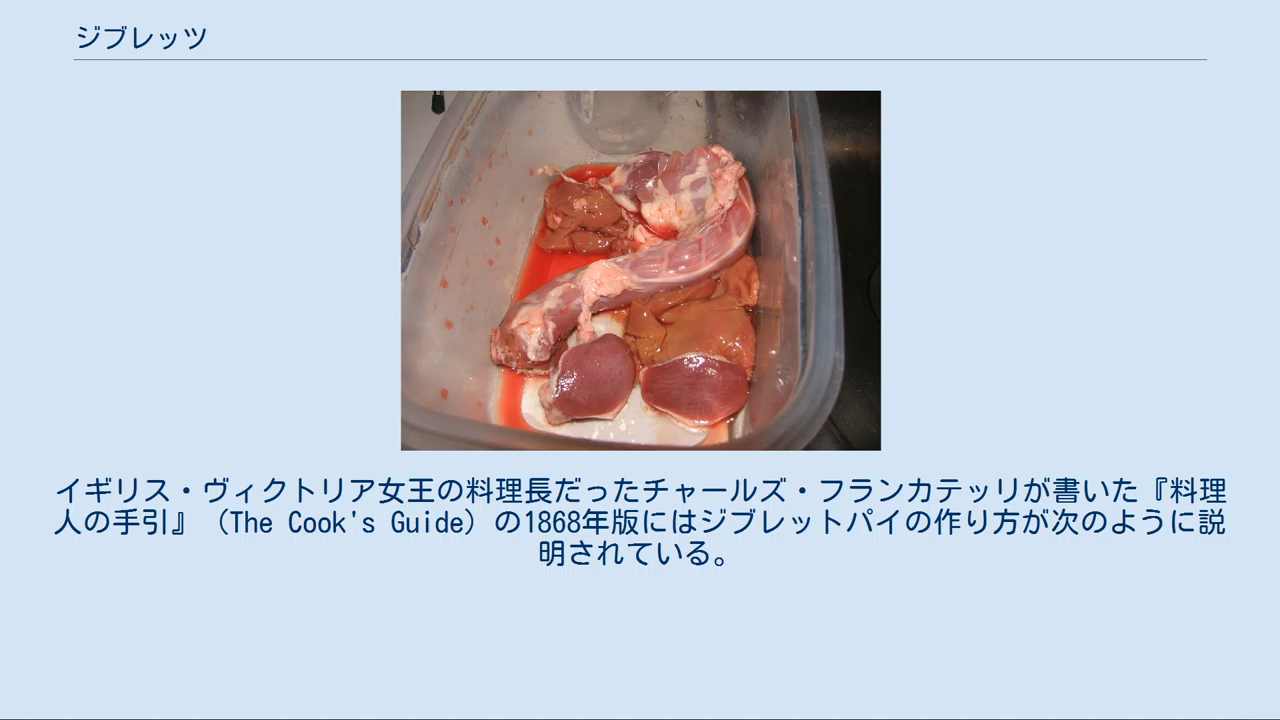 ジブレッツ
イギリス・ヴィクトリア女王の料理長だったチャールズ・フランカテッリが書いた『料理
人の手引』（The Cook's Guide）の1868年版にはジブレットパイの作り方が次のように説
明されている。